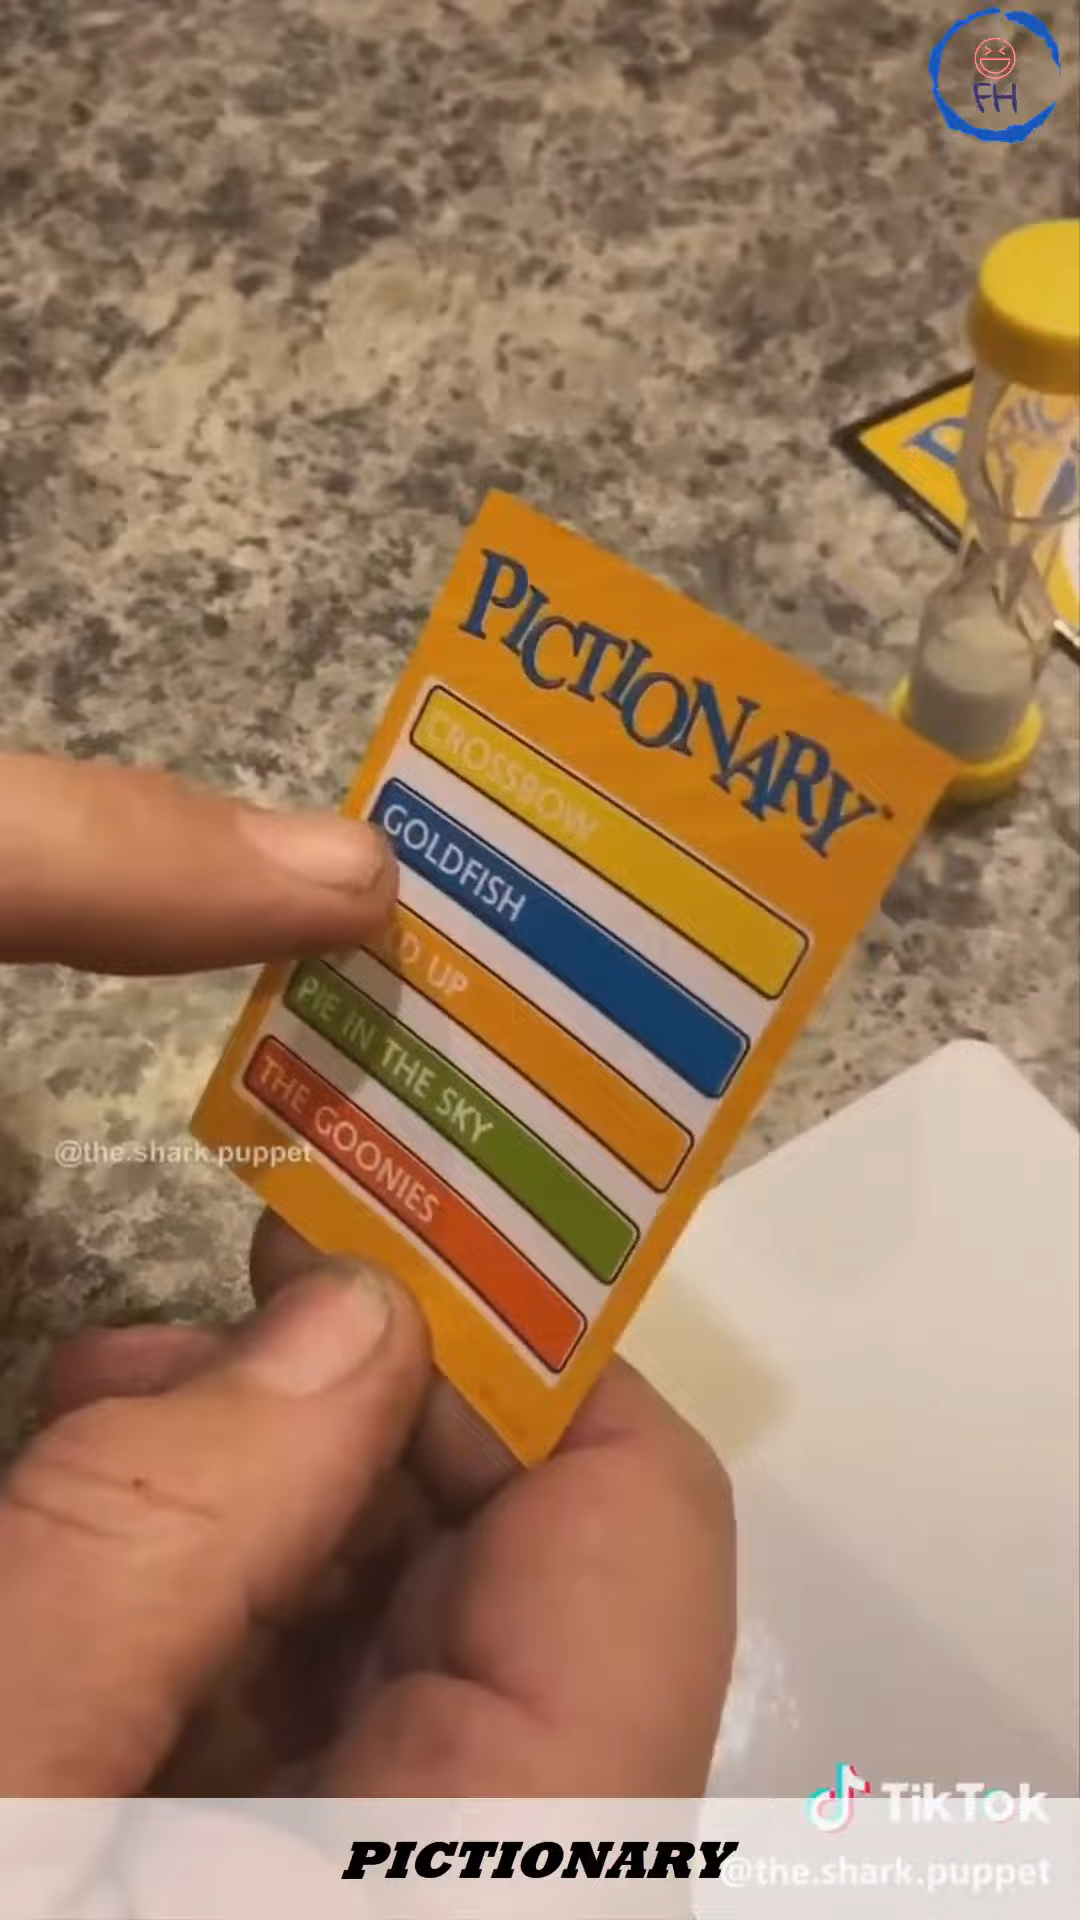 FH
PICTIONARY
CROSSBOW
GOLDFISH
UP
PIE IN THE SKY
THE GOONIES
@the.shark.puppet
TikTok
PICTIONARY
@the.shark.puppet